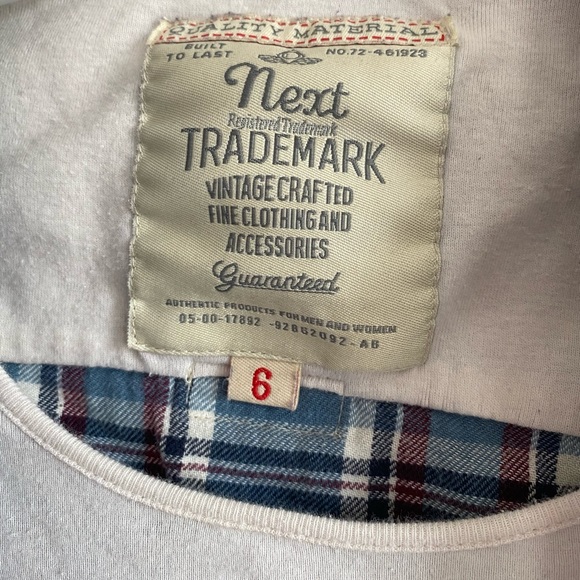 QUALITY MATERIAL
BUILT
TO LAST
NO.72-461923
Next
Registered Trademark
TRADEMARK
VINTAGE CRAFTED
FINE CLOTHING AND
ACCESSORIES
Guaranteed
AUTHENTIC PRODUCTS FOR MEN AND WOMEN
05-00-17892 -92862092-AB
6